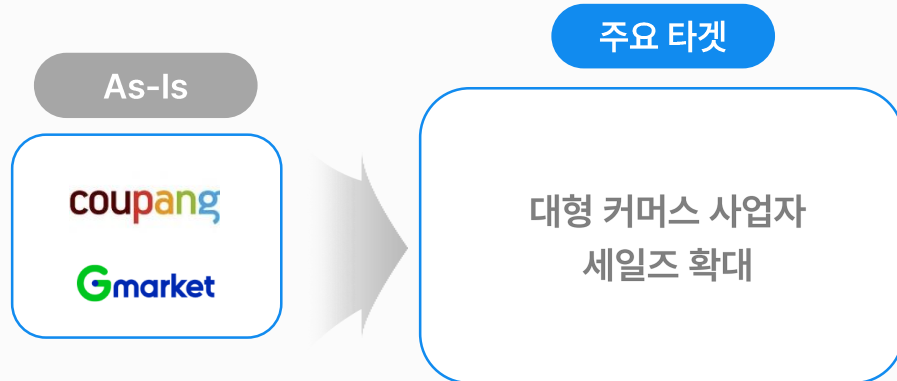 As-Is
coupang
Gmarket
주요 타겟
대형 커머스 사업자
세일즈 확대